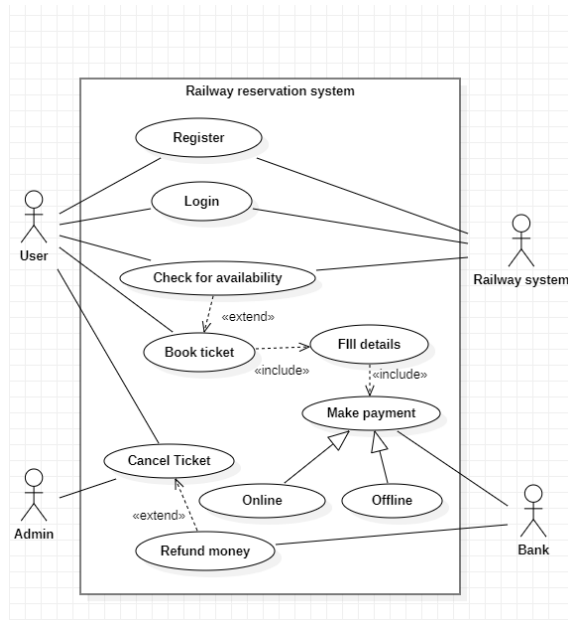 Railway reservation system
Register
Login
User
Railway system
Check for availability
«extend»
Book ticket
FIll details
«include»
«include»
Make payment
Cancel Ticket
Online
Offline
Admin
«extend»
Refund money
Bank